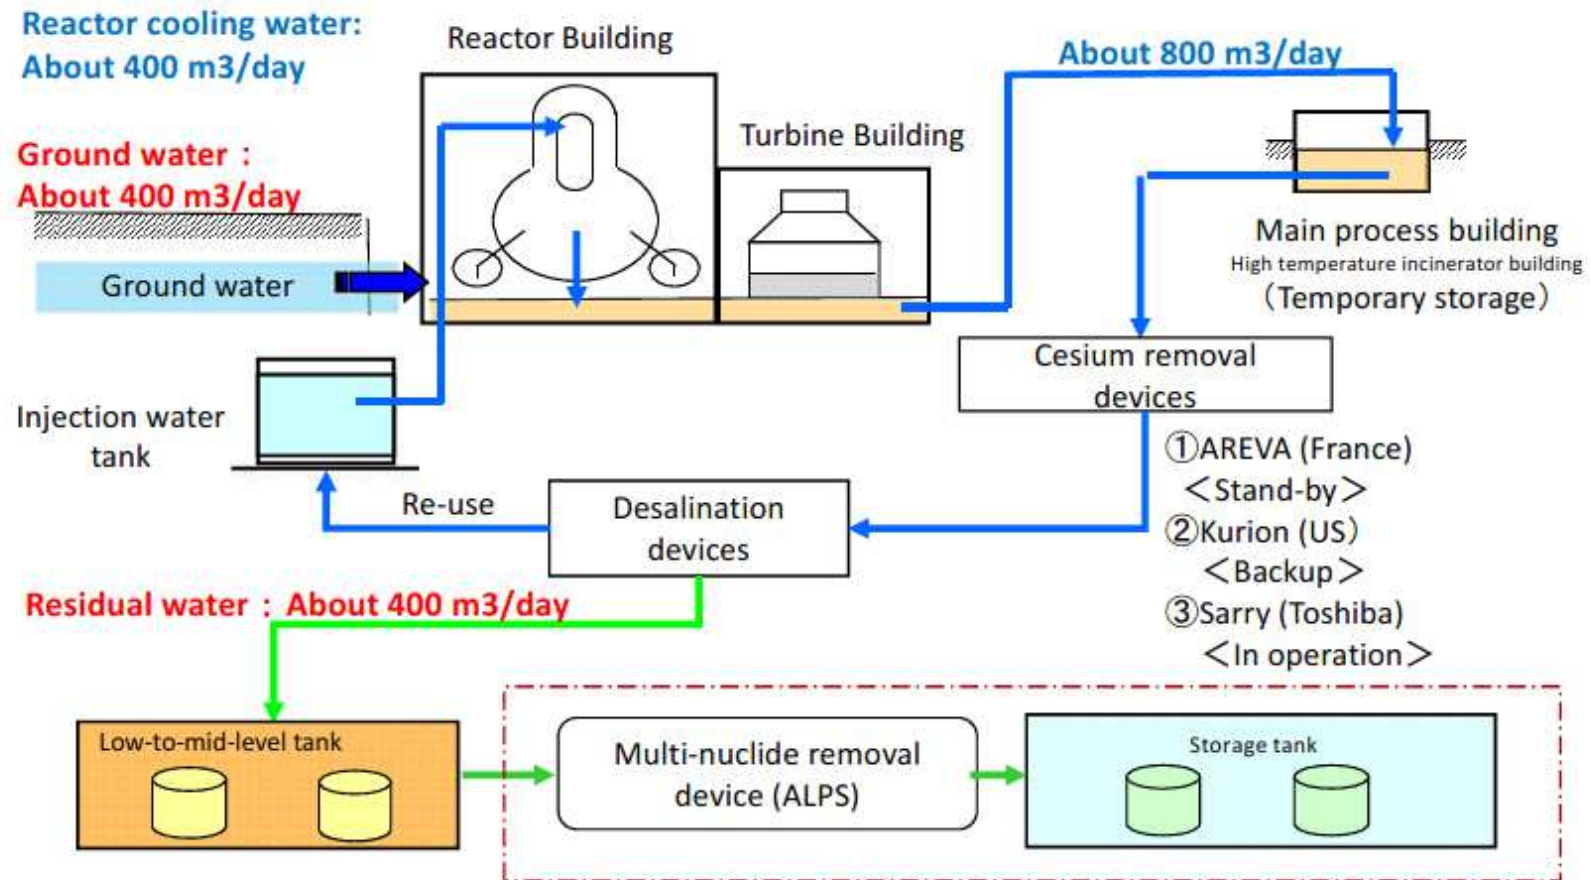 Reactor cooling water:
About 400 m3/day
Reactor Building
About 800 m3/day
Ground water：
About 400 m3/day
Turbine Building
Ground water
Main process building
High temperature incinerator building
（Temporary storage）
Cesium removal
devices
Injection water
tank
①AREVA (France)
＜Stand-by＞
②Kurion (US）
＜Backup＞
③Sarry (Toshiba)
＜In operation＞
Re-use
Desalination
devices
Residual water：About 400 m3/day
Low-to-mid-level tank
Multi-nuclide removal
device (ALPS)
Storage tank